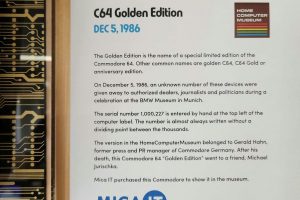 C64 Golden Edition
DEC 5, 1986
HOME
COMPUTER
MUSEUM
The Golden Edition is the name of a special limited edition of the
Commodore 64. Other common names are golden C64, C64 Gold or
anniversary edition.
On December 5, 1986, an unknown number of these devices were
given away to authorized dealers, journalists and politicians during a
celebration at the BMW Museum in Munich.
The serial number 1,000,227 is entered by hand at the top left of the
computer label. The number is almost always written without a
dividing point between the thousands.
The version in the HomeComputerMuseum belonged to Gerald Hahn,
former press and PR manager of Commodore Germany. After his
death, this Commodore 64 "Golden Edition" went to a friend, Michael
Jurischka.
Mica IT purchased this Commodore to show it in the museum.
MICA IT